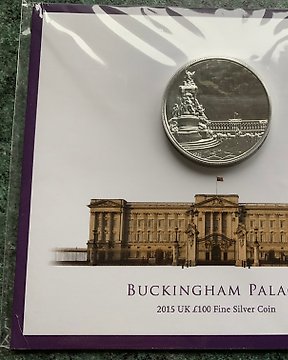 BUCKINGHAM PALA
2015 UK £100 Fine Silver Coin